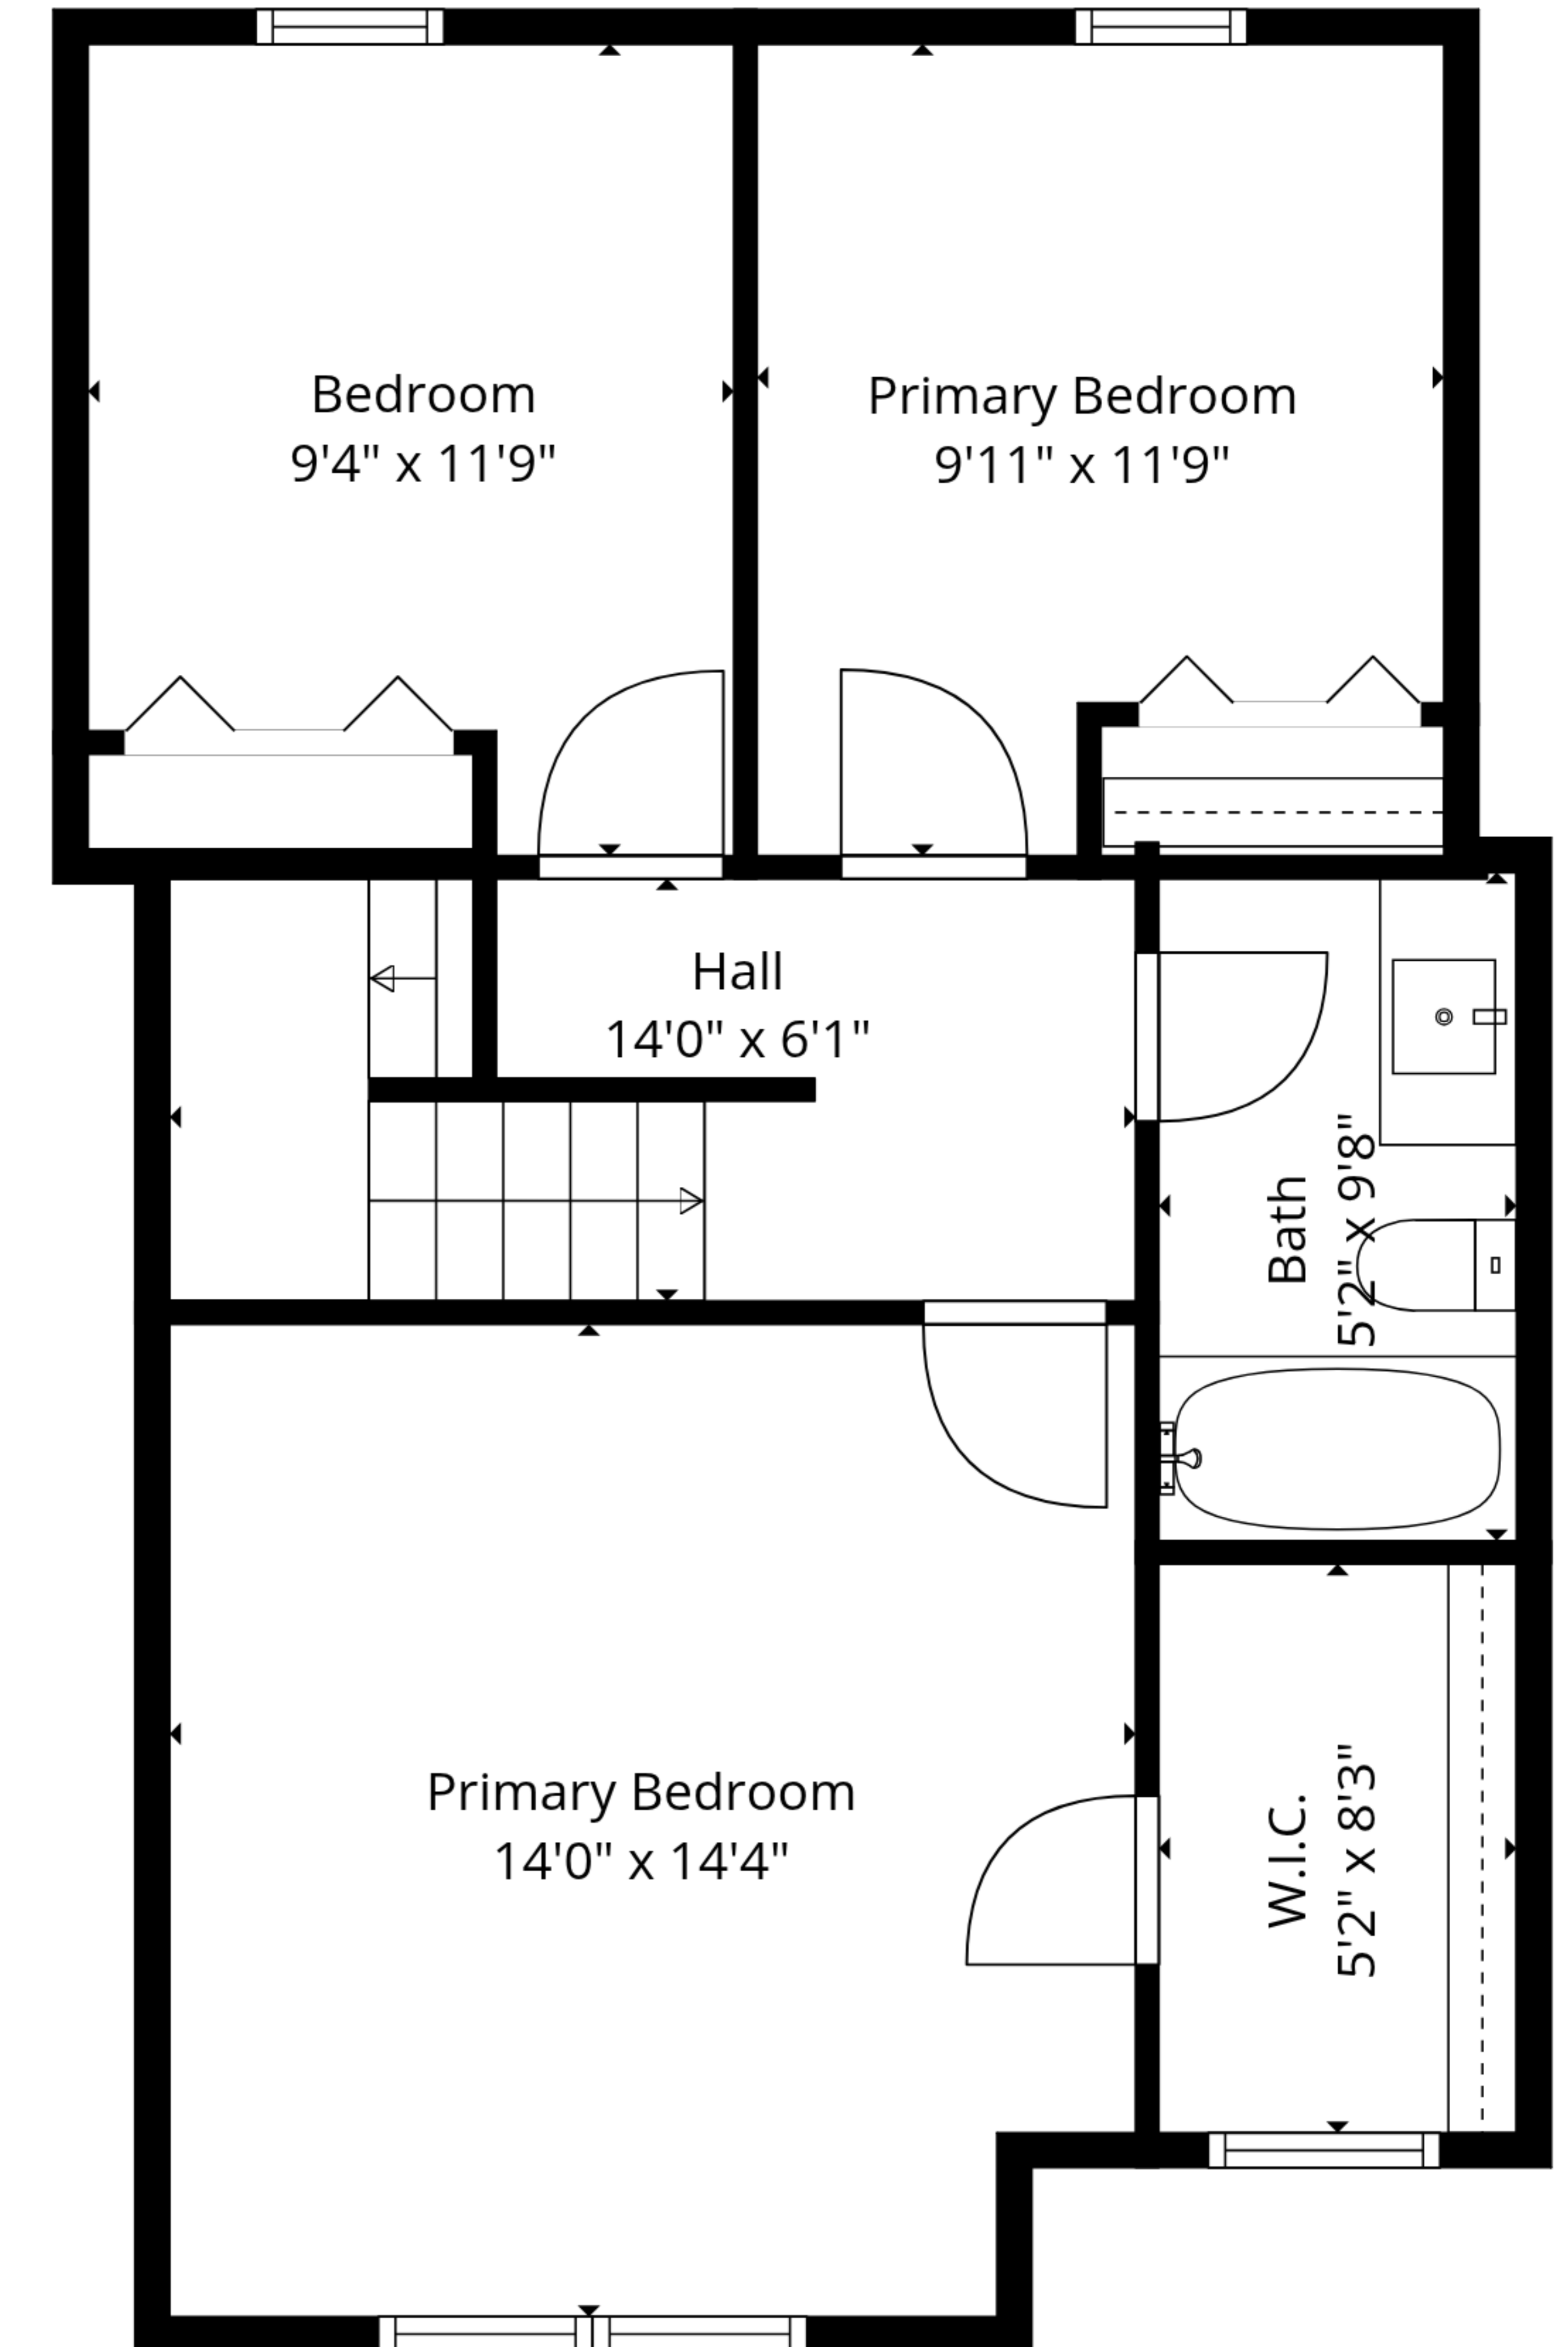 Bedroom
9'4" x 11'9"
Primary Bedroom
9'11" x 11'9"
Hall
14'0" x 6'1"
Bath
5'2" x 9'8"
Primary Bedroom
14'0" x 14'4"
W.I.C.
5'2" x 8'3"